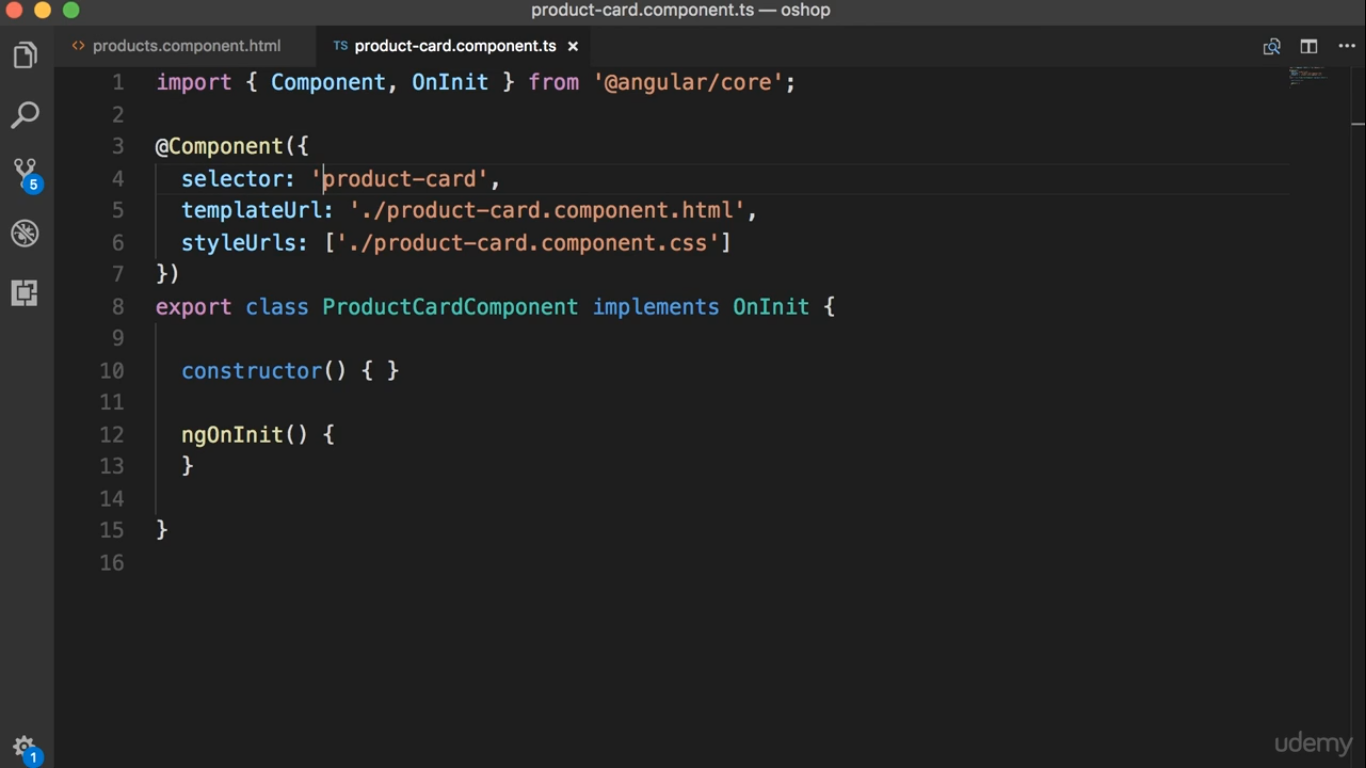 product-card.component.ts — oshop
<> products.component.html
TS product-card.component.ts ×
1 import { Component, OnInit } from '@angular/core';
2
3 @Component({
4 selector: 'product-card',
5 templateUrl: './product-card.component.html',
6 styleUrls: ['./product-card.component.css']
7 })
8 export class ProductCardComponent implements OnInit {
9
10 constructor() { }
11
12 ngOnInit() {
13 }
14
15 }
16
5
1
udemy